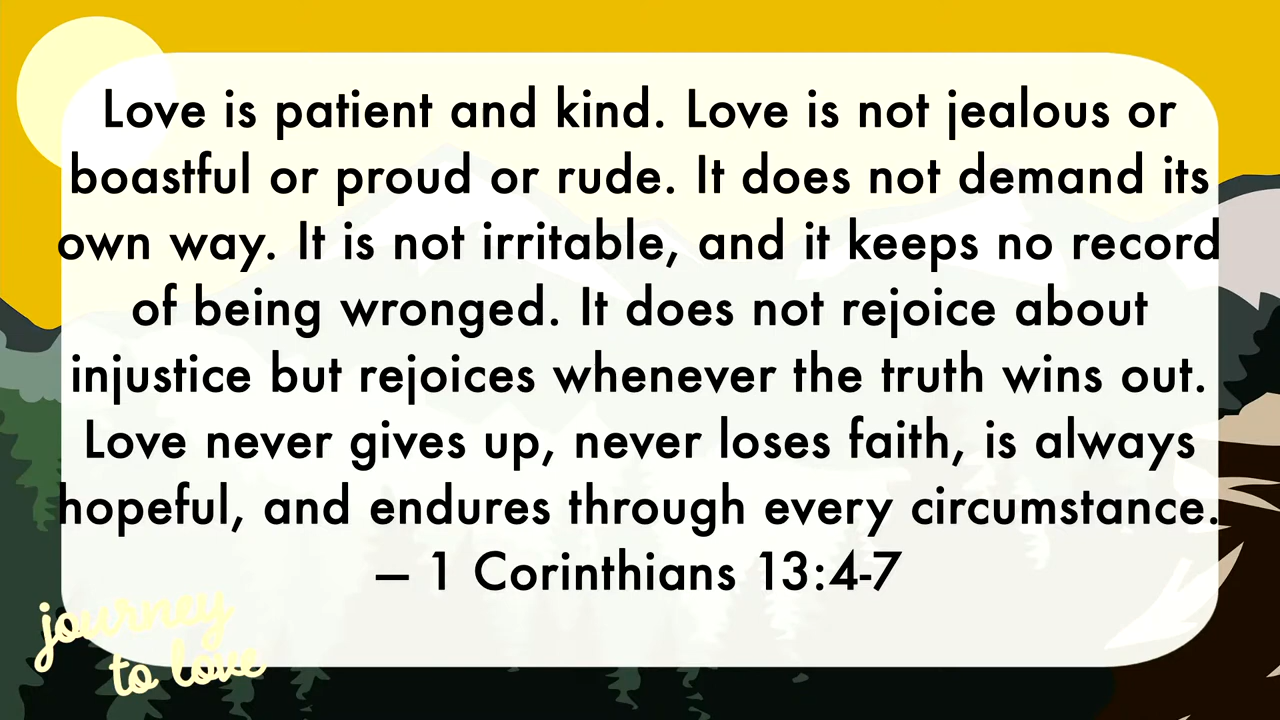 Love is patient and kind. Love is not jealous or
boastful or proud or rude. It does not demand its
own way. It is not irritable, and it keeps no record
of being wronged. It does not rejoice about
injustice but rejoices whenever the truth wins out.
Love never gives up, never loses faith, is always
hopeful, and endures through every circumstance.
— 1 Corinthians 13:4-7
journey
to love